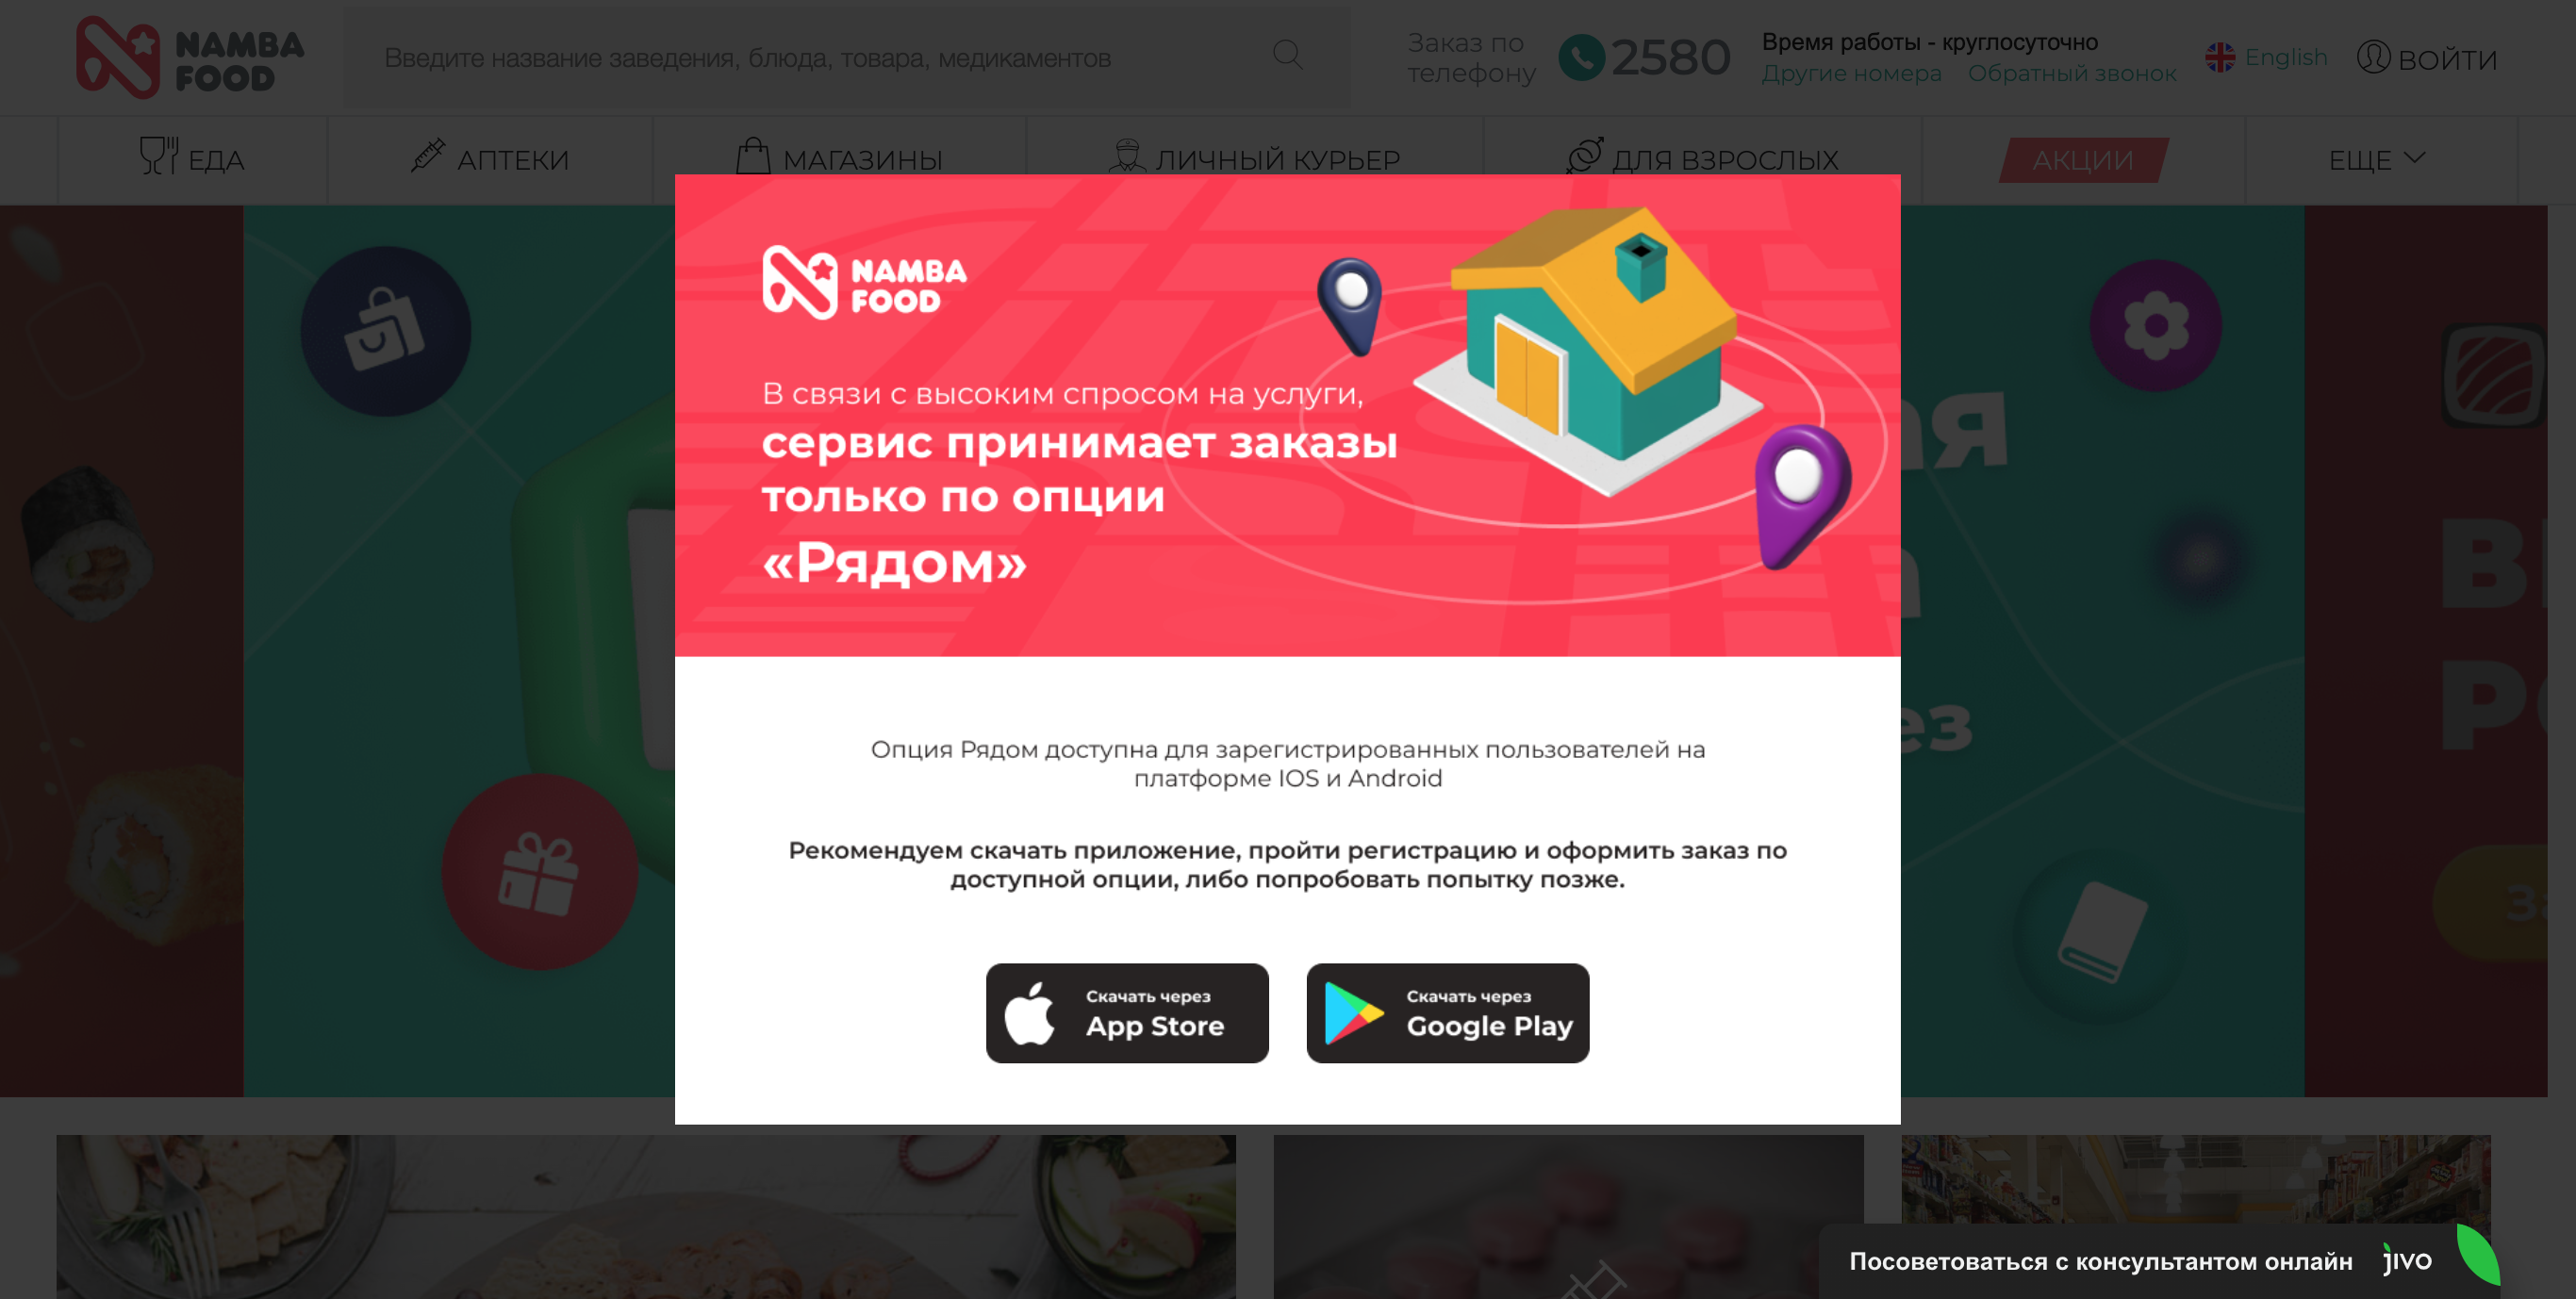 NAMBA
FOOD
Введите название заведения, блюда, товара, медикаментов
Заказ по
телефону
2580
Время работы - круглосуточно
Другие номера Обратный звонок
English
ВОЙТИ
ЕДА
АПТЕКИ
МАГАЗИНЫ
ЛИЧНЫЙ КУРЬЕР
ДЛЯ ВЗРОСЛЫХ
АКЦИИ
ЕЩЕ
NAMBA
FOOD
В связи с высоким спросом на услуги,
сервис принимает заказы
только по опции
«Рядом»
Опция Рядом доступна для зарегистрированных пользователей на
платформе IOS и Android
Рекомендуем скачать приложение, пройти регистрацию и оформить заказ по
доступной опции, либо попробовать попытку позже.
Скачать через
App Store
Скачать через
Google Play
Посоветоваться с консультантом онлайн jivo